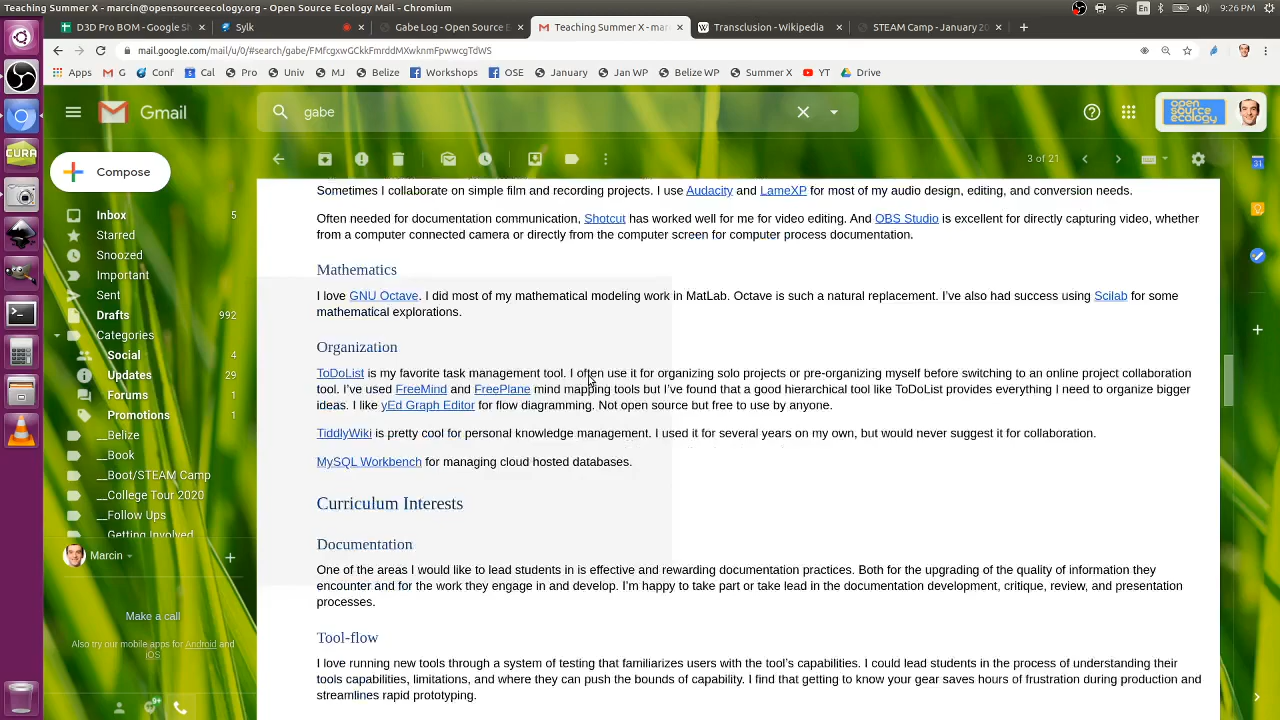 Teaching Summer X - marcin@opensourceecology.org - Open Source Ecology Mail - Chromium
En
9:26 PM
D3D Pro BOM - Google Sh
Sylk
Gabe Log - Open Source E
Teaching Summer X - mar
Transclusion - Wikipedia
STEAM Camp - January 20
mail.google.com/mail/u/0/#search/gabe/FMfcgxwGCkkFmrddMXwknmFpwwcgTdWS
Apps
G
Conf
Cal
Pro
Univ
MJ
Belize
Workshops
OSE
January
Jan WP
Belize WP
Summer X
YT
Drive
Gmail
gabe
open source ecology
Compose
3 of 21
Inbox 5
Starred
Snoozed
Important
Sent
Drafts 992
Categories
Social 4
Updates 29
Forums 1
Promotions 1
__Belize
__Book
__Boot/STEAM Camp
__College Tour 2020
__Follow Ups
__Getting Involved
Marcin
Make a call
Also try our mobile apps for Android and
iOS
CURA
31
Sometimes I collaborate on simple film and recording projects. I use Audacity and LameXP for most of my audio design, editing, and conversion needs.
Often needed for documentation communication, Shotcut has worked well for me for video editing. And OBS Studio is excellent for directly capturing video, whether
from a computer connected camera or directly from the computer screen for computer process documentation.
Mathematics
I love GNU Octave. I did most of my mathematical modeling work in MatLab. Octave is such a natural replacement. I've also had success using Scilab for some
mathematical explorations.
Organization
ToDoList is my favorite task management tool. I often use it for organizing solo projects or pre-organizing myself before switching to an online project collaboration
tool. I've used FreeMind and FreePlane mind mapping tools but I've found that a good hierarchical tool like ToDoList provides everything I need to organize bigger
ideas. I like yEd Graph Editor for flow diagramming. Not open source but free to use by anyone.
TiddlyWiki is pretty cool for personal knowledge management. I used it for several years on my own, but would never suggest it for collaboration.
MySQL Workbench for managing cloud hosted databases.
Curriculum Interests
Documentation
One of the areas I would like to lead students in is effective and rewarding documentation practices. Both for the upgrading of the quality of information they
encounter and for the work they engage in and develop. I'm happy to take part or take lead in the documentation development, critique, review, and presentation
processes.
Tool-flow
I love running new tools through a system of testing that familiarizes users with the tool's capabilities. I could lead students in the process of understanding their
tools capabilities, limitations, and where they can push the bounds of capability. I find that getting to know your gear saves hours of frustration during production and
streamlines rapid prototyping.